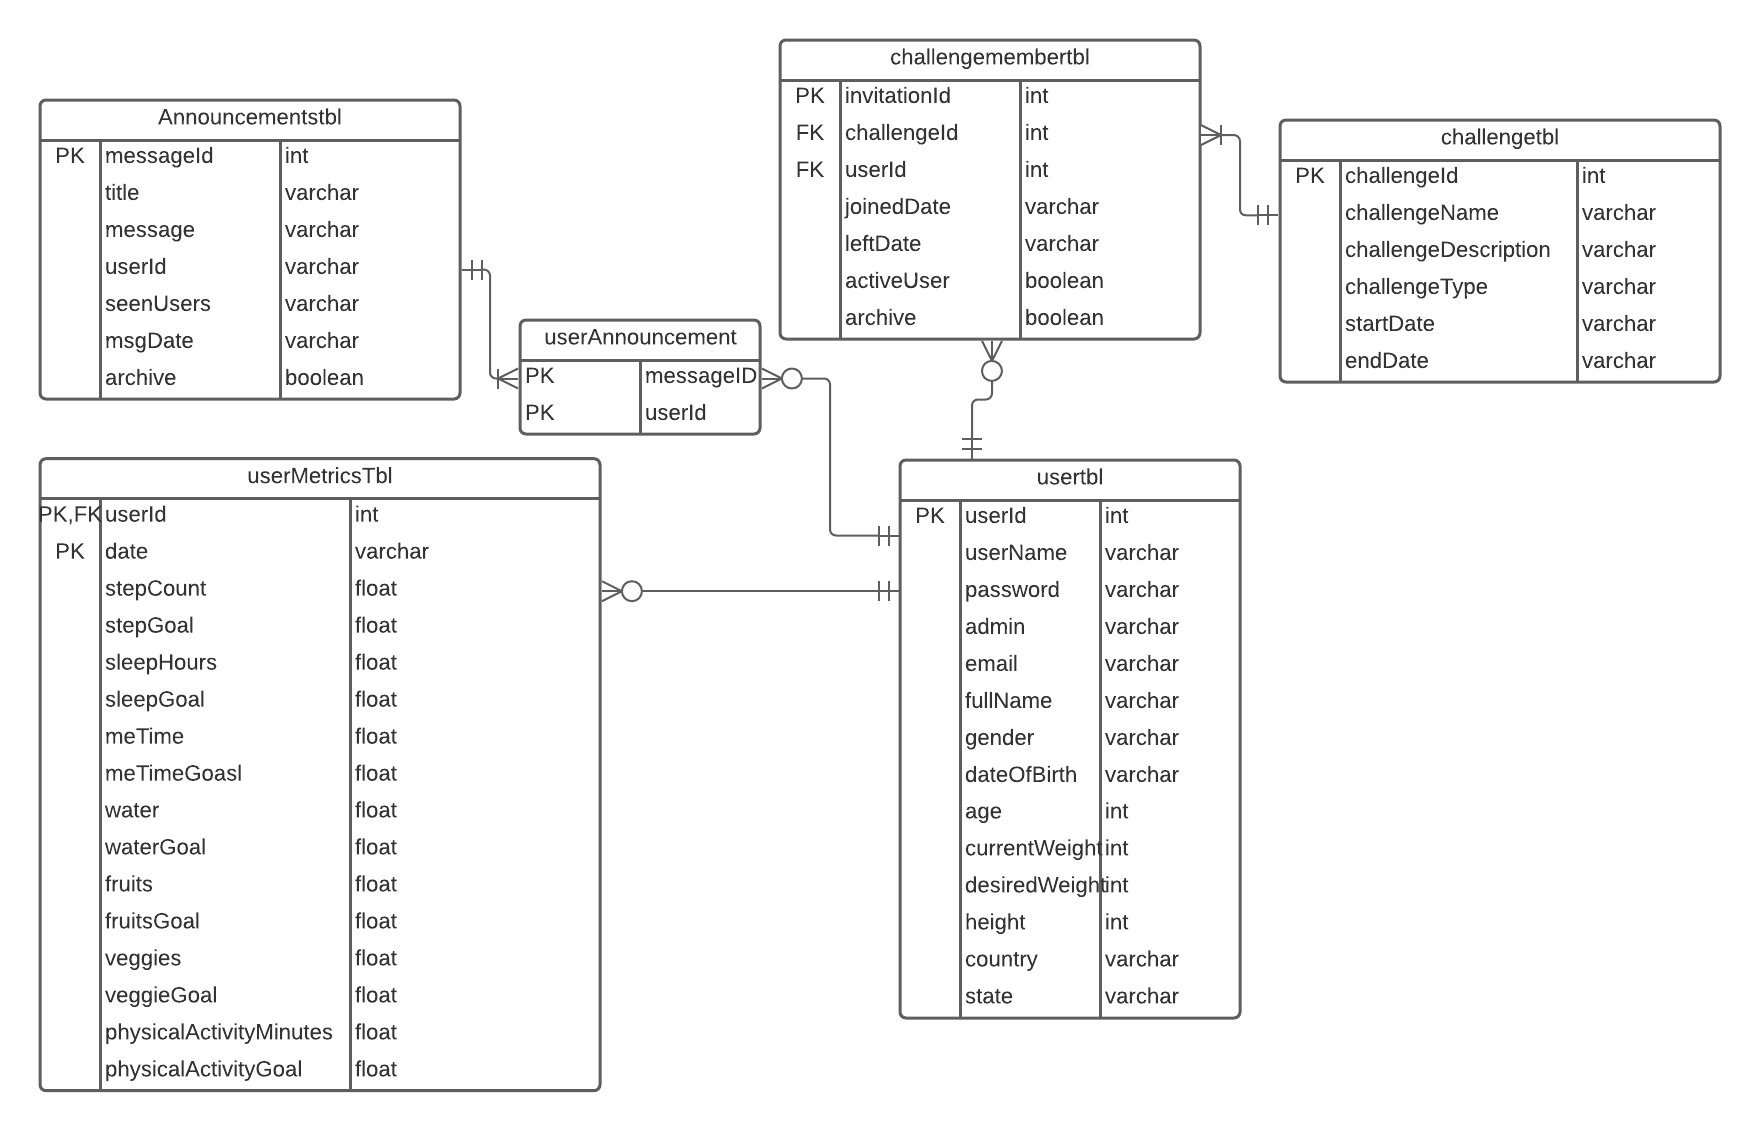 Announcementstbl
PK messageId int
title varchar
message varchar
userId varchar
seenUsers varchar
msgDate varchar
archive boolean
userAnnouncement
PK messageID
PK userId
challengemembertbl
PK invitationId int
FK challengeId int
FK userId int
joinedDate varchar
leftDate varchar
activeUser boolean
archive boolean
challengetbl
PK challengeId int
challengeName varchar
challengeDescription varchar
challengeType varchar
startDate varchar
endDate varchar
userMetricsTbl
PK,FK userId int
PK date varchar
stepCount float
stepGoal float
sleepHours float
sleepGoal float
meTime float
meTimeGoasl float
water float
waterGoal float
fruits float
fruitsGoal float
veggies float
veggieGoal float
physicalActivityMinutes float
physicalActivityGoal float
usertbl
PK userId int
userName varchar
password varchar
admin varchar
email varchar
fullName varchar
gender varchar
dateOfBirth varchar
age int
currentWeight int
desiredWeight int
height int
country varchar
state varchar